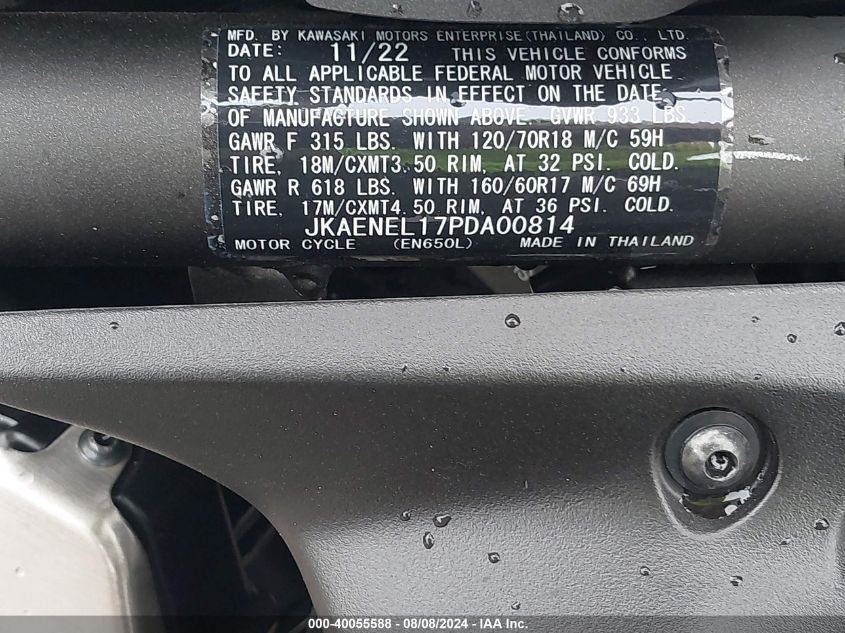 MFD. BY KAWASAKI MOTORS ENTERPRISE(THAILAND) CO., LTD.
DATE: 11/22 THIS VEHICLE CONFORMS
TO ALL APPLICABLE FEDERAL MOTOR VEHICLE
SAFETY STANDARDS IN EFFECT ON THE DATE
OF MANUFACTURE SHOWN ABOVE. GVWR 933 LBS
GAWR F 315 LBS. WITH 120/70R18 M/C 59H
TIRE, 18M/CXMT3.50 RIM, AT 32 PSI. COLD.
GAWR R 618 LBS. WITH 160/60R17 M/C 69H
TIRE, 17M/CXMT4.50 RIM, AT 36 PSI. COLD.
JKAENEL17PDA00814
MOTOR CYCLE (EN650L) MADE IN THAILAND
000-40055588 - 08/08/2024 - IAA Inc.